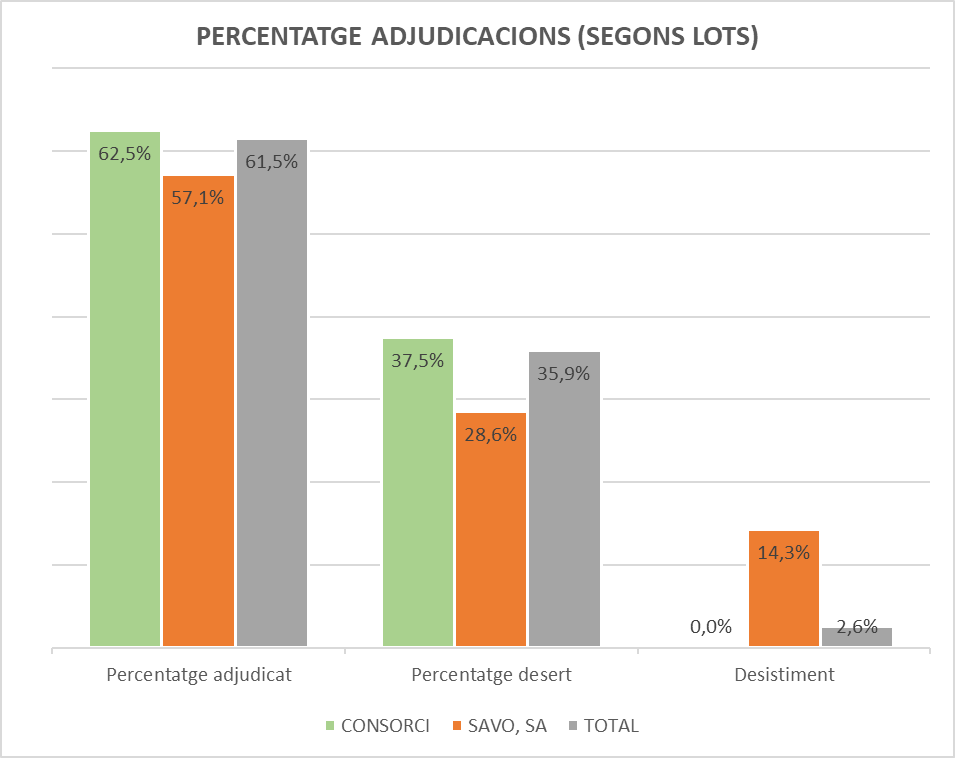 PERCENTATGE ADJUDICACIONS (SEGONS LOTS)
62,5%
57,1%
61,5%
37,5%
28,6%
35,9%
0,0%
14,3%
2,6%
Percentatge adjudicat
Percentatge desert
Desistiment
CONSORCI
SAVO, SA
TOTAL